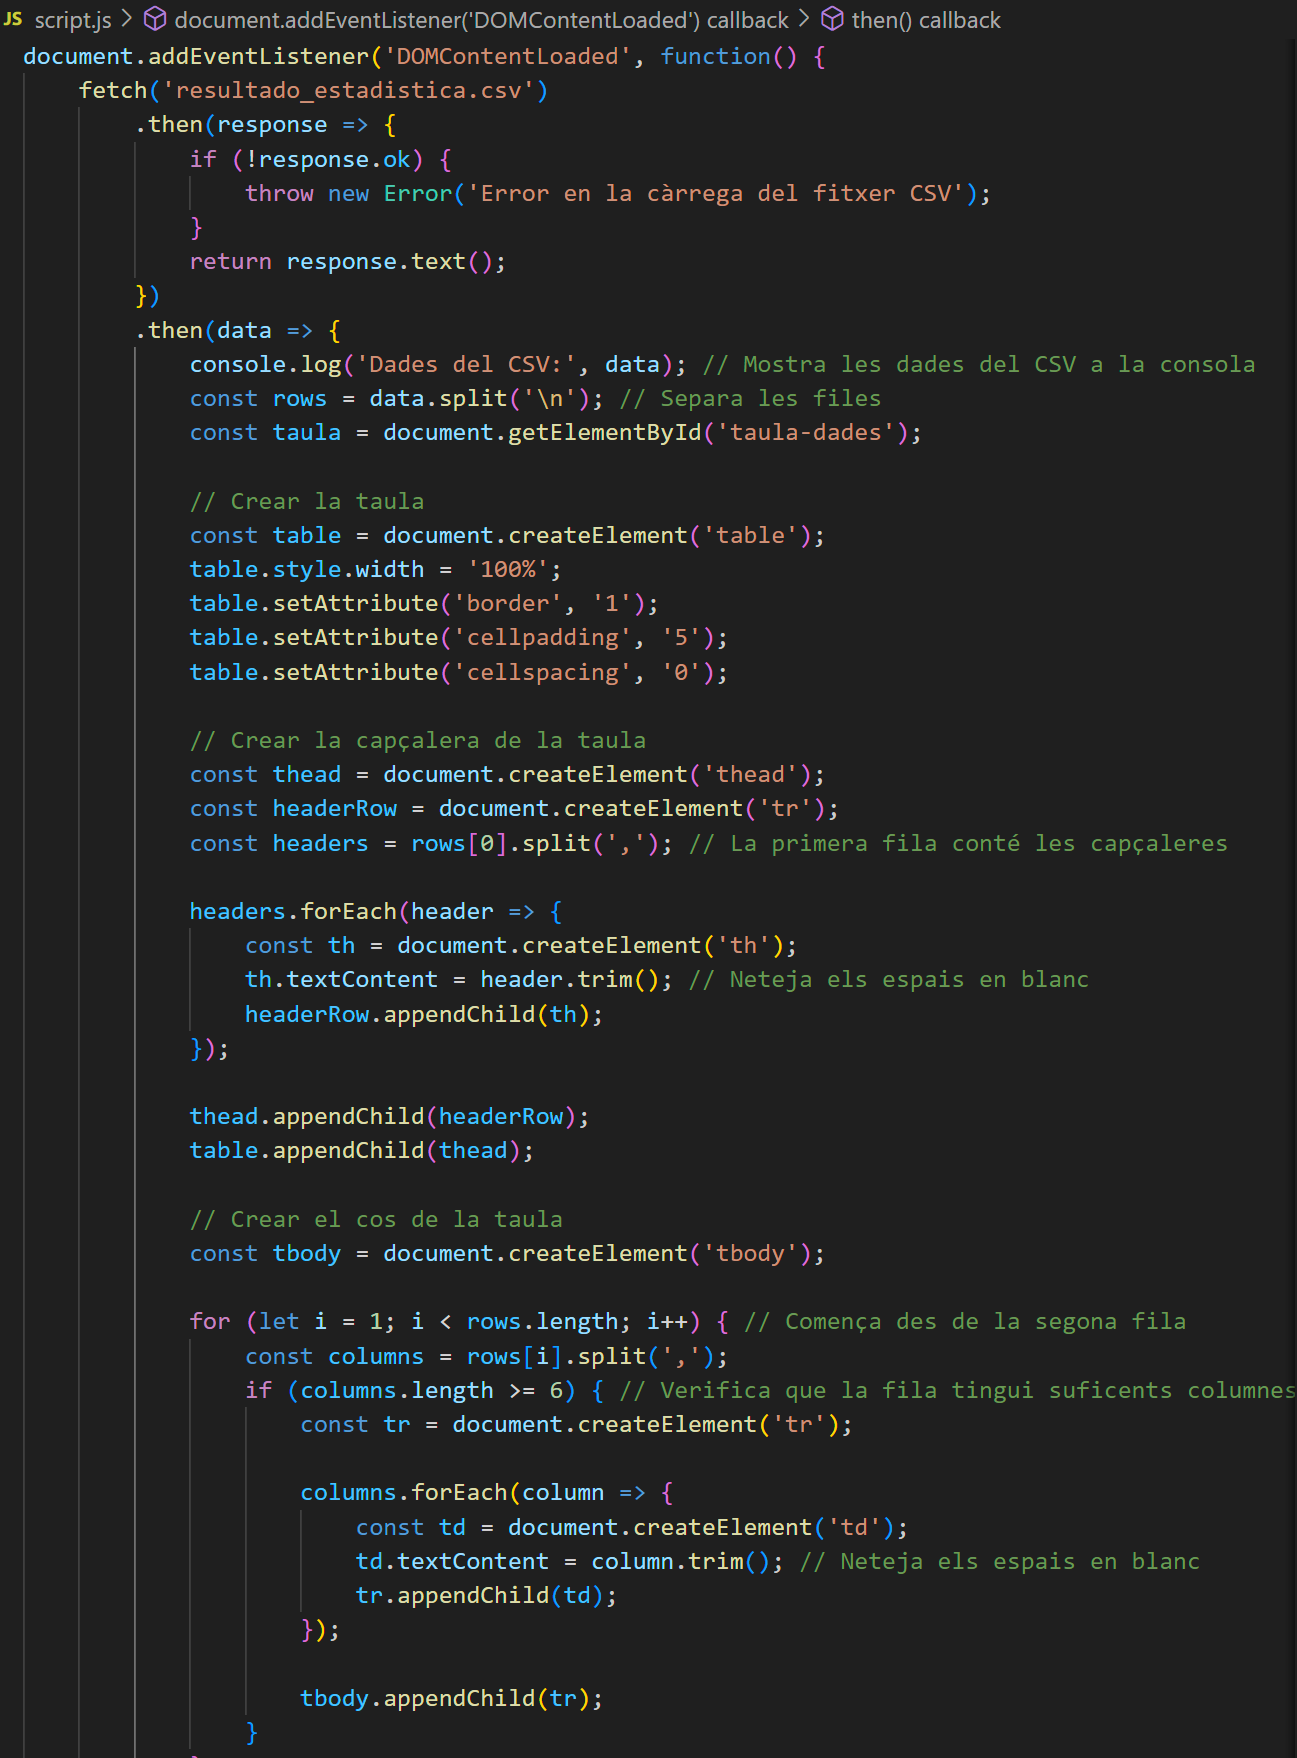 JS script.js > document.addEventListener('DOMContentLoaded') callback > then() callback
document.addEventListener('DOMContentLoaded', function() {
    fetch('resultado_estadistica.csv')
        .then(response => {
            if (!response.ok) {
                throw new Error('Error en la càrrega del fitxer CSV');
            }
            return response.text();
        })
        .then(data => {
            console.log('Dades del CSV:', data); // Mostra les dades del CSV a la consola
            const rows = data.split('\n'); // Separa les files
            const taula = document.getElementById('taula-dades');

            // Crear la taula
            const table = document.createElement('table');
            table.style.width = '100%';
            table.setAttribute('border', '1');
            table.setAttribute('cellpadding', '5');
            table.setAttribute('cellspacing', '0');

            // Crear la capçalera de la taula
            const thead = document.createElement('thead');
            const headerRow = document.createElement('tr');
            const headers = rows[0].split(','); // La primera fila conté les capçaleres

            headers.forEach(header => {
                const th = document.createElement('th');
                th.textContent = header.trim(); // Neteja els espais en blanc
                headerRow.appendChild(th);
            });

            thead.appendChild(headerRow);
            table.appendChild(thead);

            // Crear el cos de la taula
            const tbody = document.createElement('tbody');

            for (let i = 1; i < rows.length; i++) { // Comença des de la segona fila
                const columns = rows[i].split(',');
                if (columns.length >= 6) { // Verifica que la fila tingui suficents columnes
                    const tr = document.createElement('tr');

                    columns.forEach(column => {
                        const td = document.createElement('td');
                        td.textContent = column.trim(); // Neteja els espais en blanc
                        tr.appendChild(td);
                    });

                    tbody.appendChild(tr);
                }